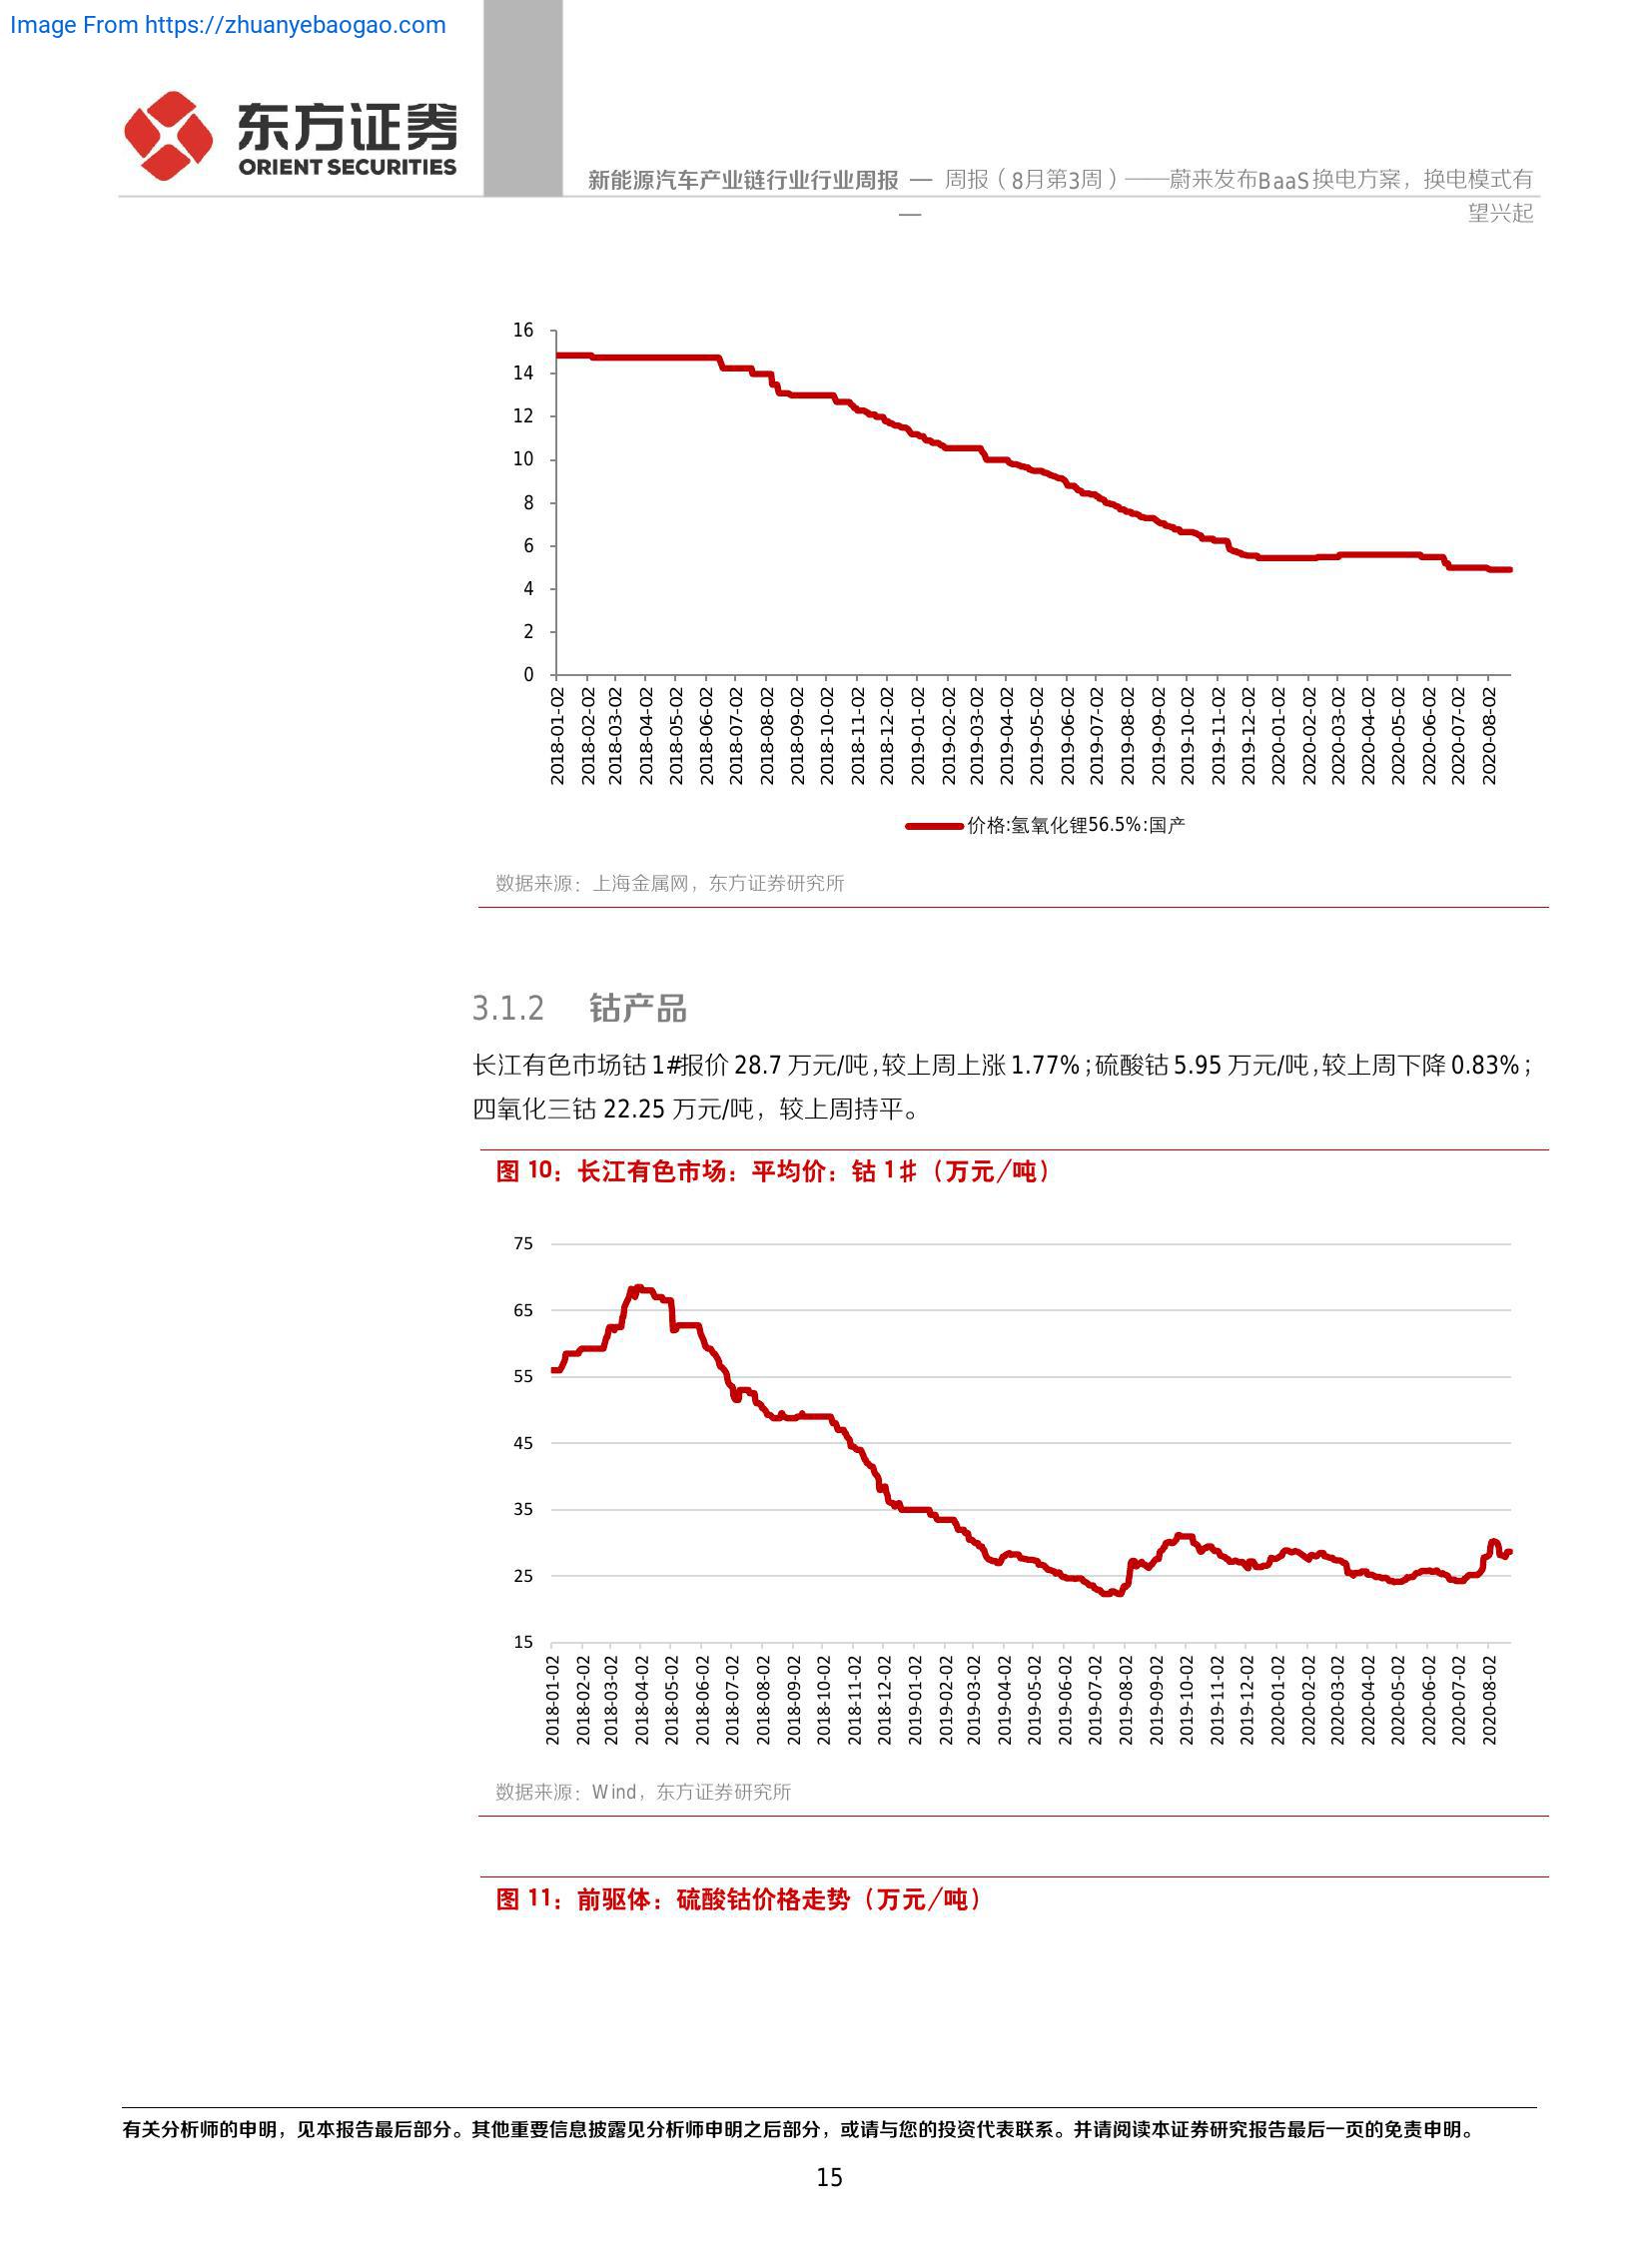 Image From https://zhuanyebaogao.com
东方证券
ORIENT SECURITIES
新能源汽车产业链行业行业周报 — 周报（8月第3周）——蔚来发布BaaS换电方案，换电模式有
— 望兴起
16
14
12
10
8
6
4
2
0
2018-01-02 2018-02-02 2018-03-02 2018-04-02 2018-05-02 2018-06-02 2018-07-02 2018-08-02 2018-09-02 2018-10-02 2018-11-02 2018-12-02 2019-01-02 2019-02-02 2019-03-02 2019-04-02 2019-05-02 2019-06-02 2019-07-02 2019-08-02 2019-09-02 2019-10-02 2019-11-02 2019-12-02 2020-01-02 2020-02-02 2020-03-02 2020-04-02 2020-05-02 2020-06-02 2020-07-02 2020-08-02
价格:氢氧化锂56.5%:国产
数据来源：上海金属网，东方证券研究所
3.1.2 钴产品
长江有色市场钴 1#报价 28.7 万元/吨，较上周上涨 1.77%；硫酸钴 5.95 万元/吨，较上周下降 0.83%；
四氧化三钴 22.25 万元/吨，较上周持平。
图 10：长江有色市场：平均价：钴 1♯（万元/吨）
75
65
55
45
35
25
15
2018-01-02 2018-02-02 2018-03-02 2018-04-02 2018-05-02 2018-06-02 2018-07-02 2018-08-02 2018-09-02 2018-10-02 2018-11-02 2018-12-02 2019-01-02 2019-02-02 2019-03-02 2019-04-02 2019-05-02 2019-06-02 2019-07-02 2019-08-02 2019-09-02 2019-10-02 2019-11-02 2019-12-02 2020-01-02 2020-02-02 2020-03-02 2020-04-02 2020-05-02 2020-06-02 2020-07-02 2020-08-02
数据来源：Wind，东方证券研究所
图 11：前驱体：硫酸钴价格走势（万元/吨）
有关分析师的申明，见本报告最后部分。其他重要信息披露见分析师申明之后部分，或请与您的投资代表联系。并请阅读本证券研究报告最后一页的免责申明。
15